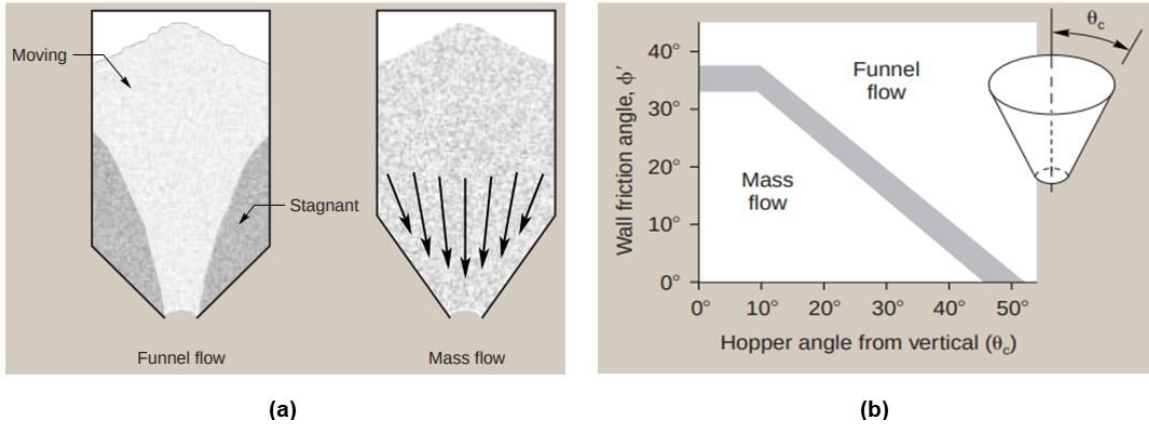 Moving
Stagnant
Funnel flow
Mass flow
(a)
θc
Wall friction angle, ϕ′
40°
30°
20°
10°
0°
Funnel
flow
Mass
flow
0° 10° 20° 30° 40° 50°
Hopper angle from vertical (θc)
(b)